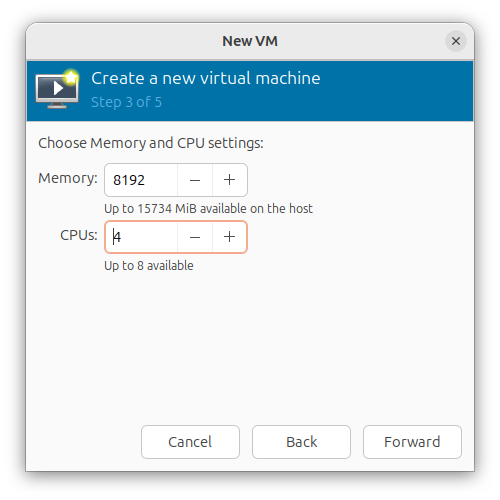 New VM
Create a new virtual machine
Step 3 of 5
Choose Memory and CPU settings:
Memory: 8192 − +
Up to 15734 MiB available on the host
CPUs: 4 − +
Up to 8 available
Cancel Back Forward